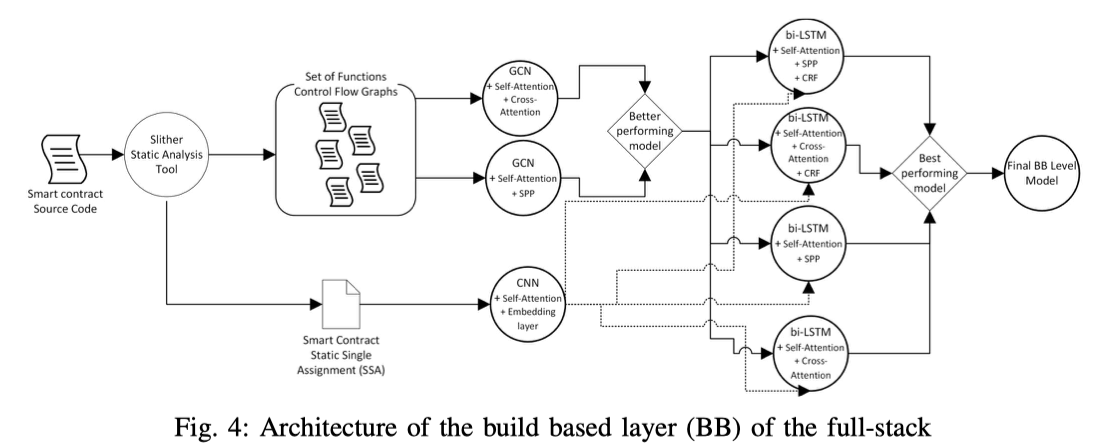 Smart contract
Source Code
Slither
Static Analysis
Tool
Set of Functions
Control Flow Graphs
GCN
+ Self-Attention
+ Cross-
Attention
GCN
+ Self-Attention
+ SPP
Better
performing
model
CNN
+ Self-Attention
+ Embedding
layer
Smart Contract
Static Single
Assignment (SSA)
bi-LSTM
+ Self-Attention
+ SPP
+ CRF
bi-LSTM
+ Self-Attention
+ Cross-
Attention
+ CRF
bi-LSTM
+ Self-Attention
+ SPP
bi-LSTM
+ Self-Attention
+ Cross-
Attention
Best
performing
model
Final BB Level
Model
Fig. 4: Architecture of the build based layer (BB) of the full-stack